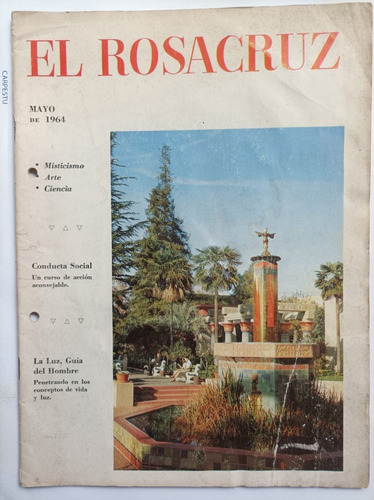 EL ROSACRUZ
MAYO
DE 1964
• Misticismo
• Arte
• Ciencia
Conducta Social
Un curso de acción
aconsejable.
La Luz, Guía
del Hombre
Penetrando en los
conceptos de vida
y luz.
CARPESTU